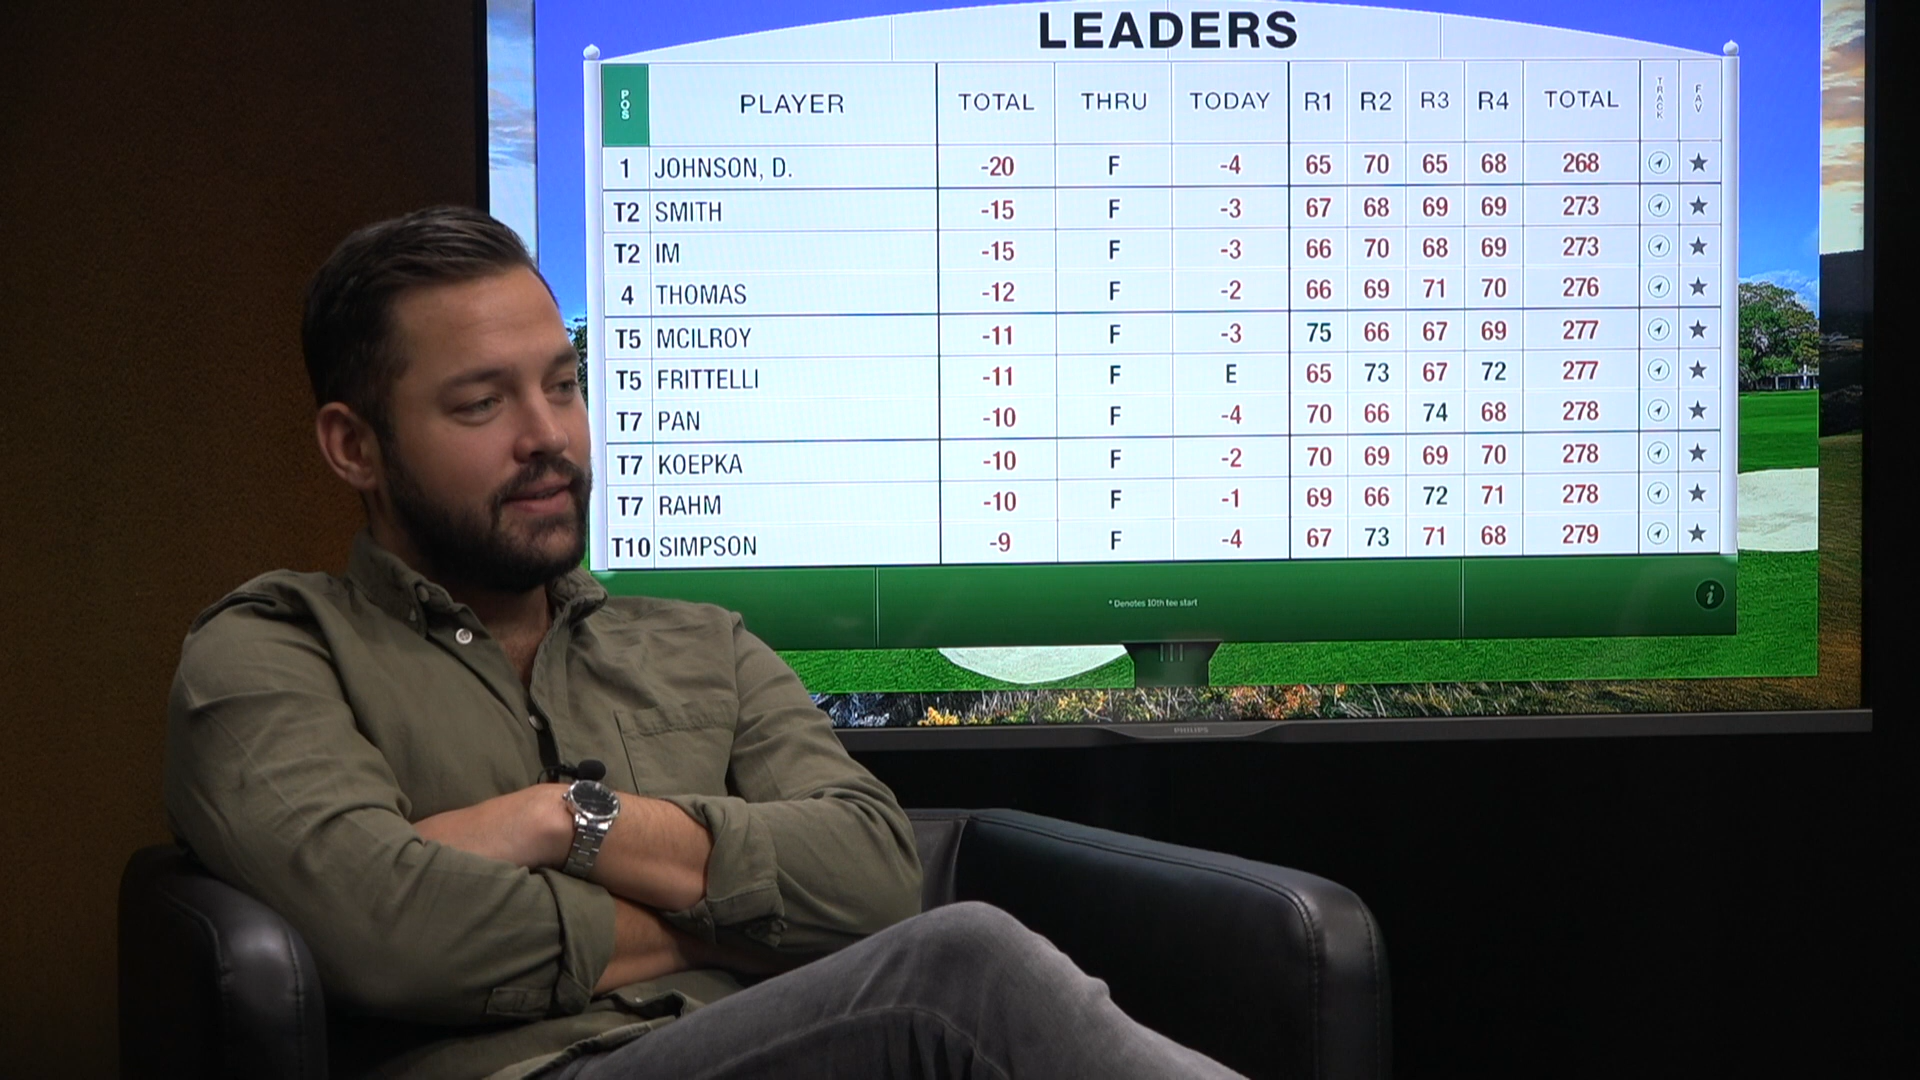 LEADERS
POS PLAYER TOTAL THRU TODAY R1 R2 R3 R4 TOTAL TRACK FAV
1 JOHNSON, D. -20 F -4 65 70 65 68 268
T2 SMITH -15 F -3 67 68 69 69 273
T2 IM -15 F -3 66 70 68 69 273
4 THOMAS -12 F -2 66 69 71 70 276
T5 MCILROY -11 F -3 75 66 67 69 277
T5 FRITTELLI -11 F E 65 73 67 72 277
T7 PAN -10 F -4 70 66 74 68 278
T7 KOEPKA -10 F -2 70 69 69 70 278
T7 RAHM -10 F -1 69 66 72 71 278
T10 SIMPSON -9 F -4 67 73 71 68 279
* Denotes 10th tee start
i
PHILIPS